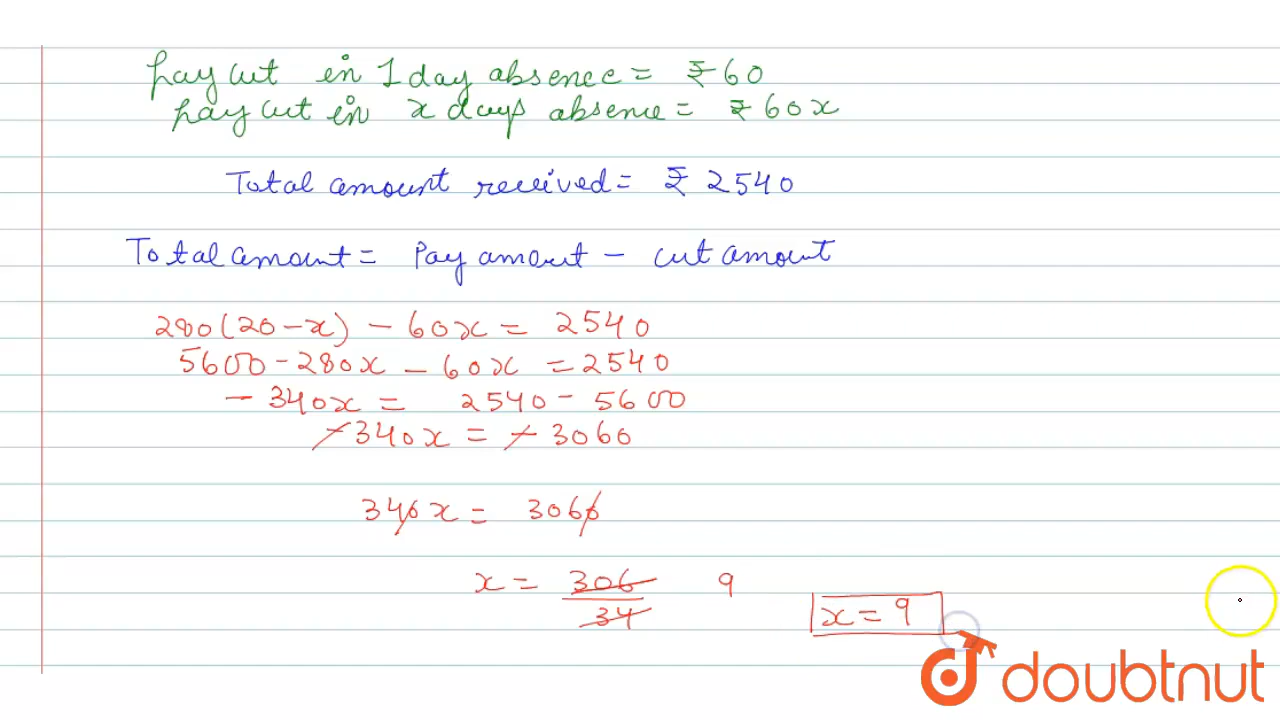 Pay cut in 1 day absence = ₹60
Pay cut in x days absence = ₹60x
Total amount received = ₹ 2540
Total amount = Pay amount - cut amount
280(20-x) - 60x = 2540
5600 - 280x - 60x = 2540
- 340x = 2540 - 5600
-340x = -3060
340x = 3060
x = 306/34 9
x = 9
doubtnut